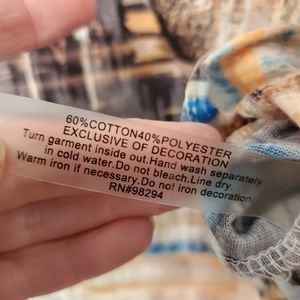 60%COTTON40%POLYESTER
EXCLUSIVE OF DECORATION
Turn garment inside out.Hand wash separately
in cold water.Do not bleach.Line dry.
Warm iron if necessary.Do not iron decoration.
RN#98294